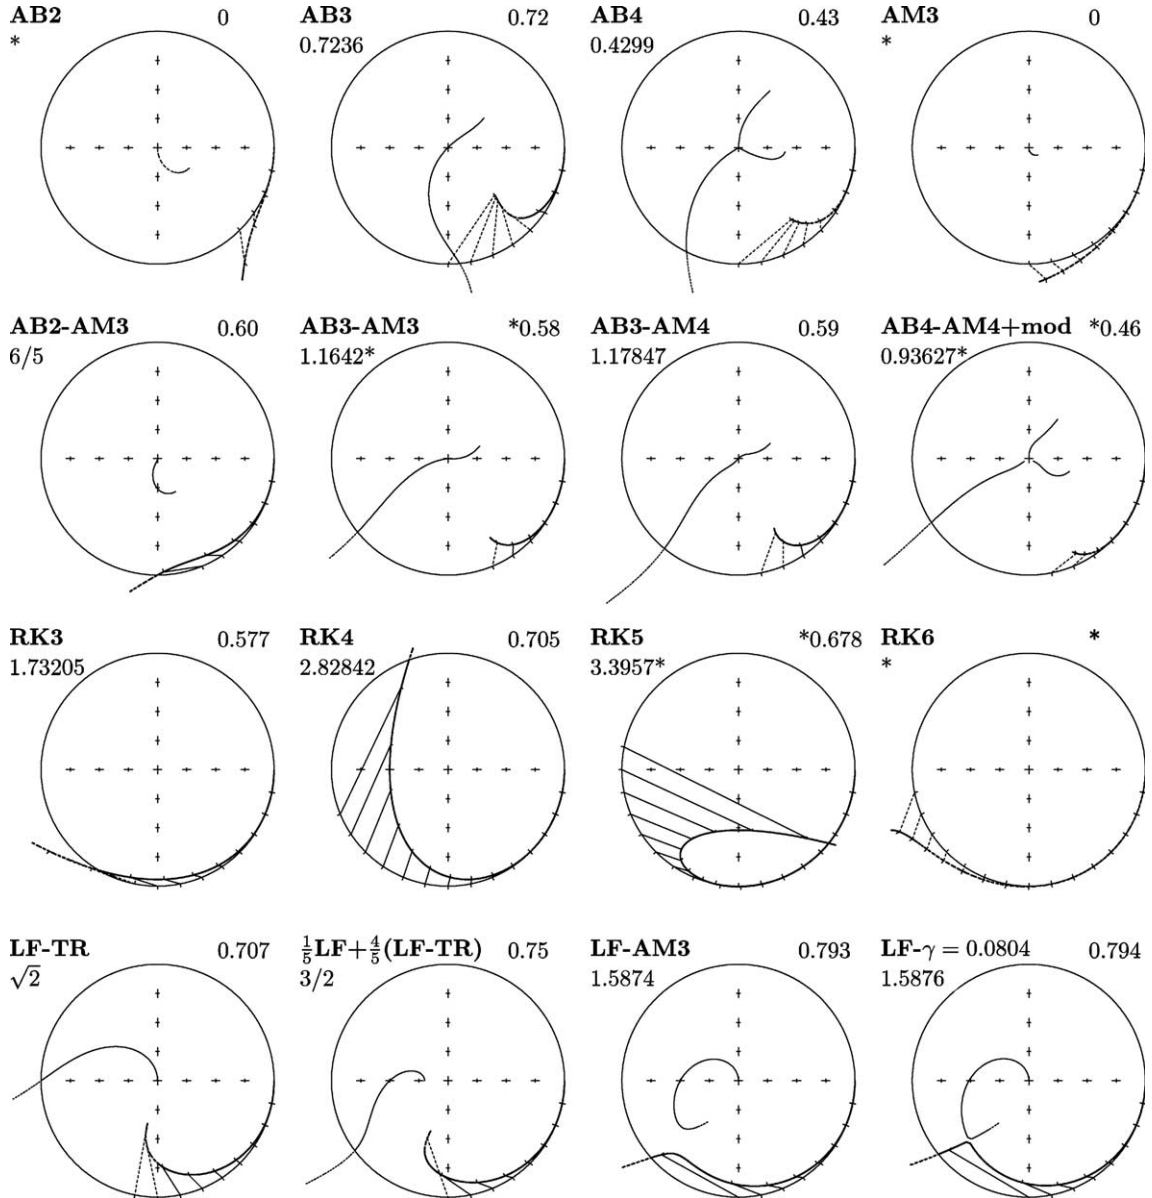 AB2 0
*
AB3 0.72
0.7236
AB4 0.43
0.4299
AM3 0
*
AB2-AM3 0.60
6/5
AB3-AM3 *0.58
1.1642*
AB3-AM4 0.59
1.17847
AB4-AM4+mod *0.46
0.93627*
RK3 0.577
1.73205
RK4 0.705
2.82842
RK5 *0.678
3.3957*
RK6 *
*
LF-TR 0.707
√2
1/5LF+4/5(LF-TR) 0.75
3/2
LF-AM3 0.793
1.5874
LF-γ = 0.0804 0.794
1.5876